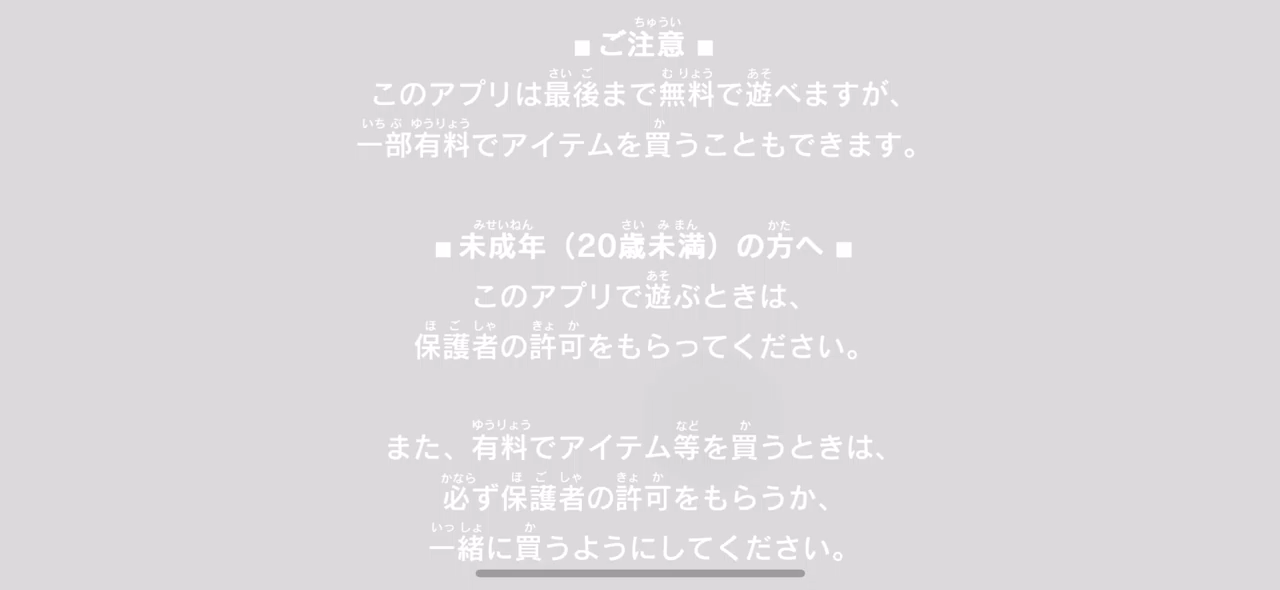 ■ ご注意 ■
このアプリは最後まで無料で遊べますが、
一部有料でアイテムを買うこともできます。
■ 未成年（20歳未満）の方へ ■
このアプリで遊ぶときは、
保護者の許可をもらってください。
また、有料でアイテム等を買うときは、
必ず保護者の許可をもらうか、
一緒に買うようにしてください。